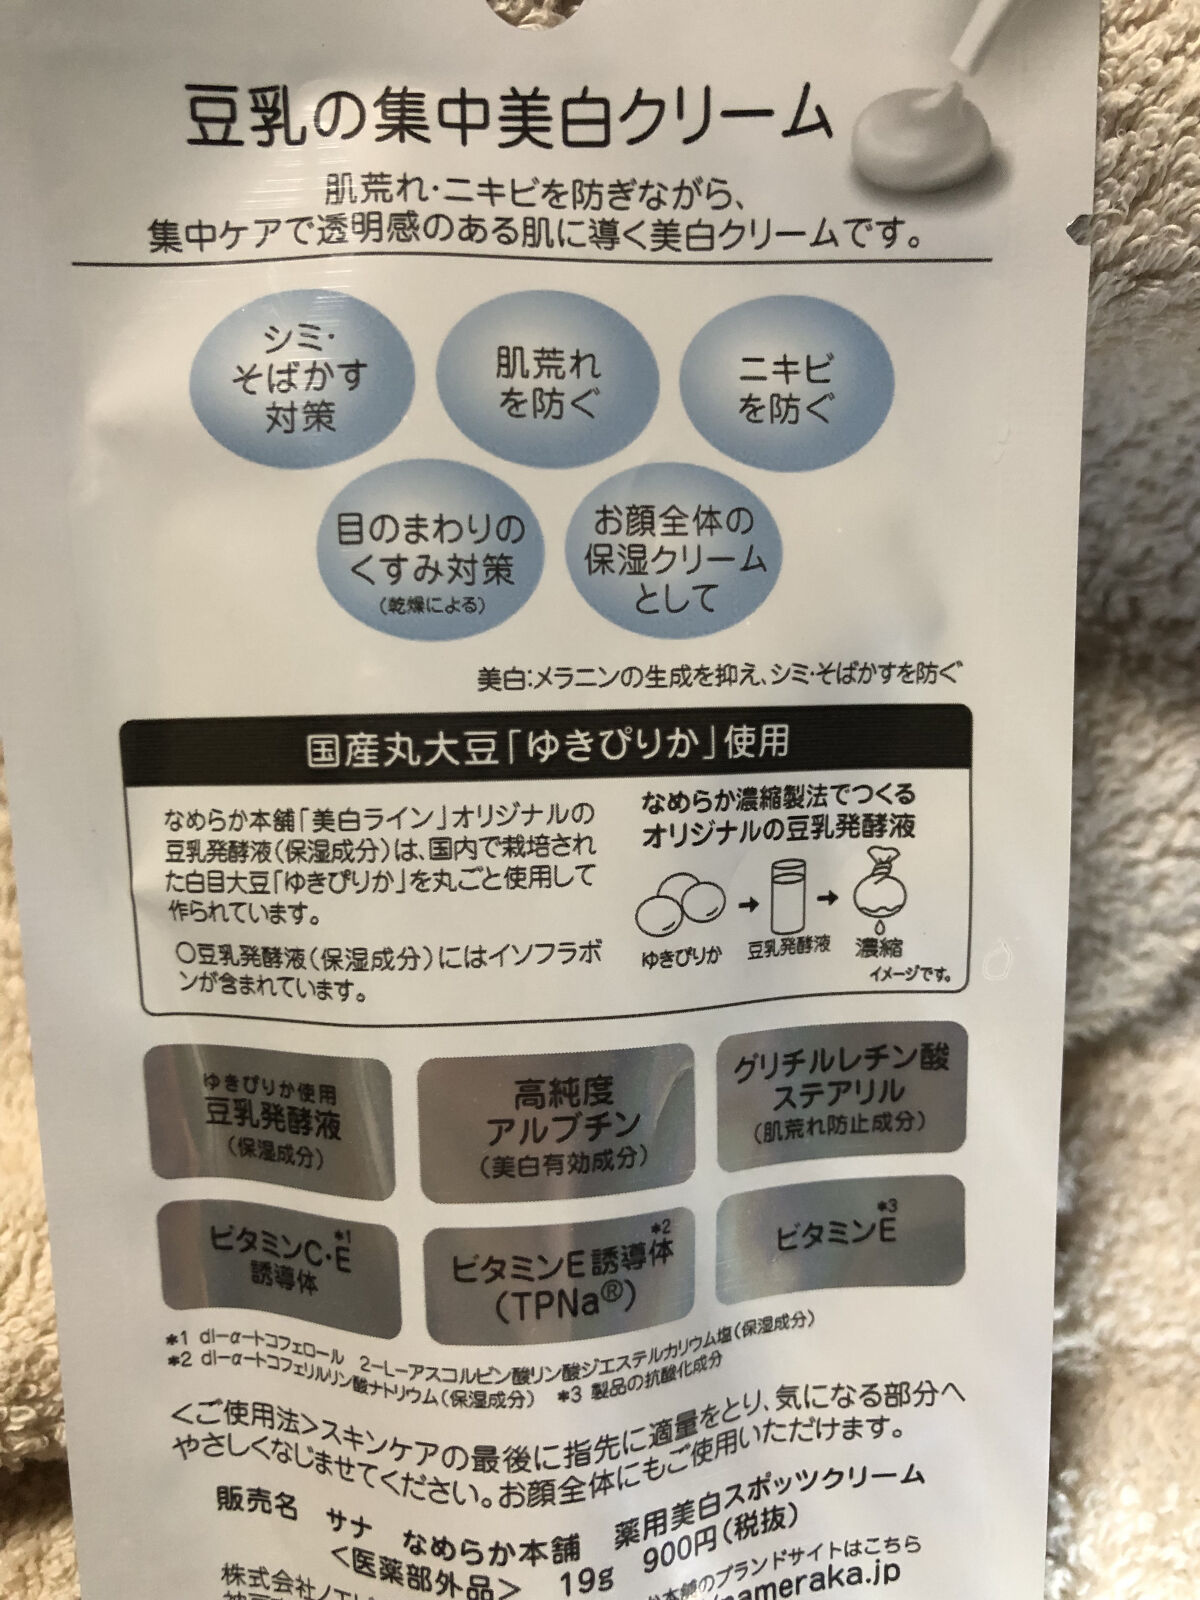 豆乳の集中美白クリーム
肌荒れ・ニキビを防ぎながら、
集中ケアで透明感のある肌に導く美白クリームです。
シミ・
そばかす
対策
肌荒れ
を防ぐ
ニキビ
を防ぐ
目のまわりの
くすみ対策
(乾燥による)
お顔全体の
保湿クリーム
として
美白:メラニンの生成を抑え、シミ・そばかすを防ぐ
国産丸大豆「ゆきぴりか」使用
なめらか本舗「美白ライン」オリジナルの
豆乳発酵液(保湿成分)は、国内で栽培され
た白目大豆「ゆきぴりか」を丸ごと使用して
作られています。
○豆乳発酵液(保湿成分)にはイソフラボ
ンが含まれています。
なめらか濃縮製法でつくる
オリジナルの豆乳発酵液
ゆきぴりか
豆乳発酵液
濃縮
イメージです。
ゆきぴりか使用
豆乳発酵液
(保湿成分)
高純度
アルブチン
(美白有効成分)
グリチルレチン酸
ステアリル
(肌荒れ防止成分)
ビタミンC・E*1
誘導体
ビタミンE誘導体*2
(TPNa®)
ビタミンE*3
*1 dl-α-トコフェロール 2-L-アスコルビン酸リン酸ジエステルカリウム塩(保湿成分)
*2 dl-α-トコフェリルリン酸ナトリウム(保湿成分) *3 製品の抗酸化成分
<ご使用法>スキンケアの最後に指先に適量をとり、気になる部分へ
やさしくなじませてください。お顔全体にもご使用いただけます。
販売名 サナ なめらか本舗 薬用美白スポッツクリーム
<医薬部外品> 19g 900円(税抜)
株式会社ノエビ
本舗のブランドサイトはこちら
nameraka.jp